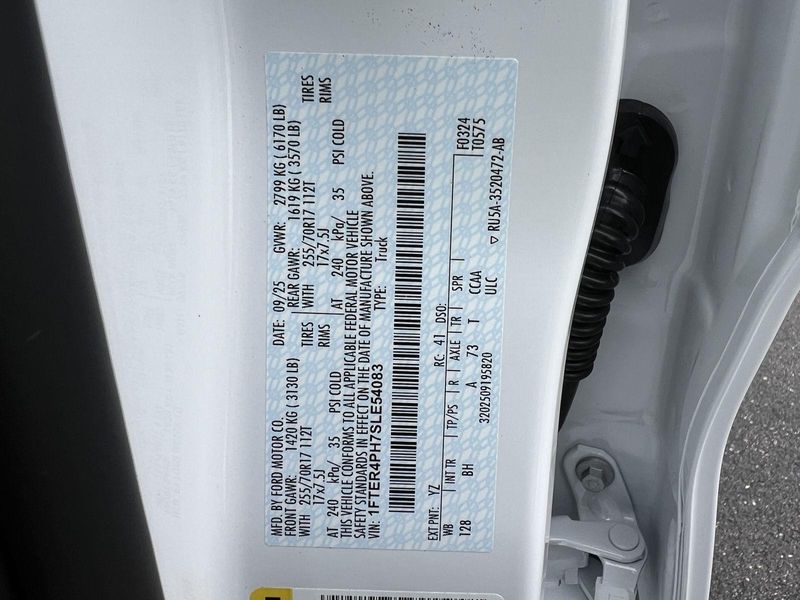 MFD. BY FORD MOTOR CO.
DATE: 09/25 GVWR: 2799 KG ( 6170 LB)
FRONT GAWR: 1420 KG ( 3130 LB) REAR GAWR: 1619 KG ( 3570 LB)
WITH 255/70R17 112T TIRES WITH 255/70R17 112T TIRES
17x7.5J RIMS 17x7.5J RIMS
AT 240 kPa/ 35 PSI COLD AT 240 kPa/ 35 PSI COLD
THIS VEHICLE CONFORMS TO ALL APPLICABLE FEDERAL MOTOR VEHICLE
SAFETY STANDARDS IN EFFECT ON THE DATE OF MANUFACTURE SHOWN ABOVE.
VIN: 1FTER4PH7SLE54083 TYPE: Truck
EXT PNT: YZ RC: 41 DSO: F0324
T0575
WB INT TR TP/PS R AXLE TR SPR
128 BH A 73 T CCAA
3202509195820 ULC
▽ RU5A-3520472-AB